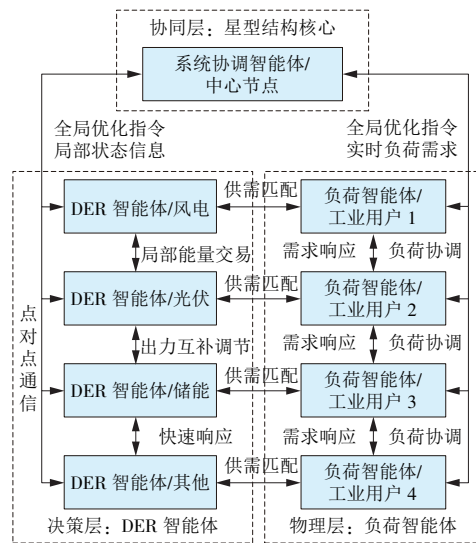 协同层：星型结构核心
系统协调智能体/
中心节点
全局优化指令
局部状态信息
全局优化指令
实时负荷需求
DER 智能体/风电
供需匹配
负荷智能体/
工业用户 1
局部能量交易
需求响应
负荷协调
DER 智能体/光伏
供需匹配
负荷智能体/
工业用户 2
点对点通信
出力互补调节
需求响应
负荷协调
DER 智能体/储能
供需匹配
负荷智能体/
工业用户 3
快速响应
需求响应
负荷协调
DER 智能体/其他
供需匹配
负荷智能体/
工业用户 4
决策层：DER 智能体
物理层：负荷智能体